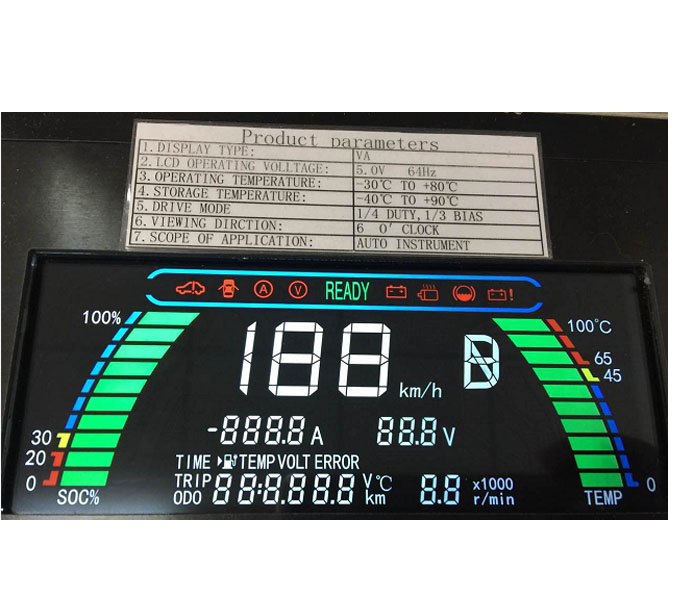 Product parameters
1. DISPLAY TYPE: VA
2. LCD OPERATING VOLLTAGE: 5.0V 64Hz
3. OPERATING TEMPERATURE: -30℃ TO +80℃
4. STORAGE TEMPERATURE: -40℃ TO +90℃
5. DRIVE MODE 1/4 DUTY, 1/3 BIAS
6. VIEWING DIRCTION: 6 O' CLOCK
7. SCOPE OF APPLICATION: AUTO INSTRUMENT
A V READY !
100% 188 km/h 100℃
65
45
-888.8 A 88.8 V
30
20
0
SOC%
TIME TEMP VOLT ERROR
TRIP ODO 88:88.8 V ℃ km 8.8 x1000 r/min
TEMP 0